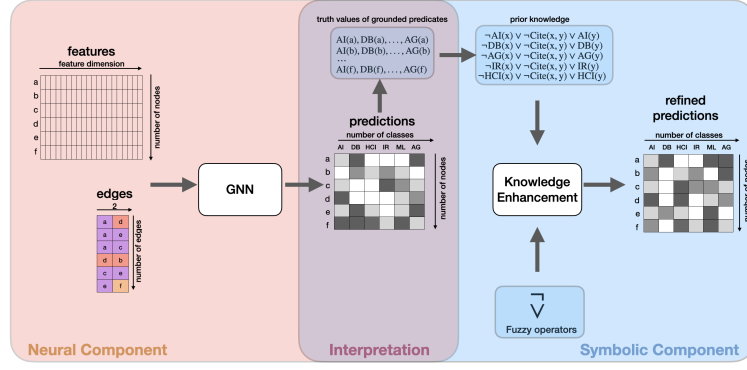 truth values of grounded predicates
AI(a), DB(a), . . . , AG(a)
AI(b), DB(b), . . . , AG(b)
...
AI(f), DB(f), . . . , AG(f)
prior knowledge
¬AI(x) ∨ ¬Cite(x, y) ∨ AI(y)
¬DB(x) ∨ ¬Cite(x, y) ∨ DB(y)
¬AG(x) ∨ ¬Cite(x, y) ∨ AG(y)
¬IR(x) ∨ ¬Cite(x, y) ∨ IR(y)
¬HCI(x) ∨ ¬Cite(x, y) ∨ HCI(y)
features
feature dimension
a
b
c
d
e
f
number of nodes
edges
2
a d
a e
a c
d b
c e
e f
number of edges
GNN
predictions
number of classes
AI DB HCI IR ML AG
a
b
c
d
e
f
number of nodes
Knowledge
Enhancement
¬
∨
Fuzzy operators
refined
predictions
number of classes
AI DB HCI IR ML AG
a
b
c
d
e
f
number of nodes
Neural Component
Interpretation
Symbolic Component